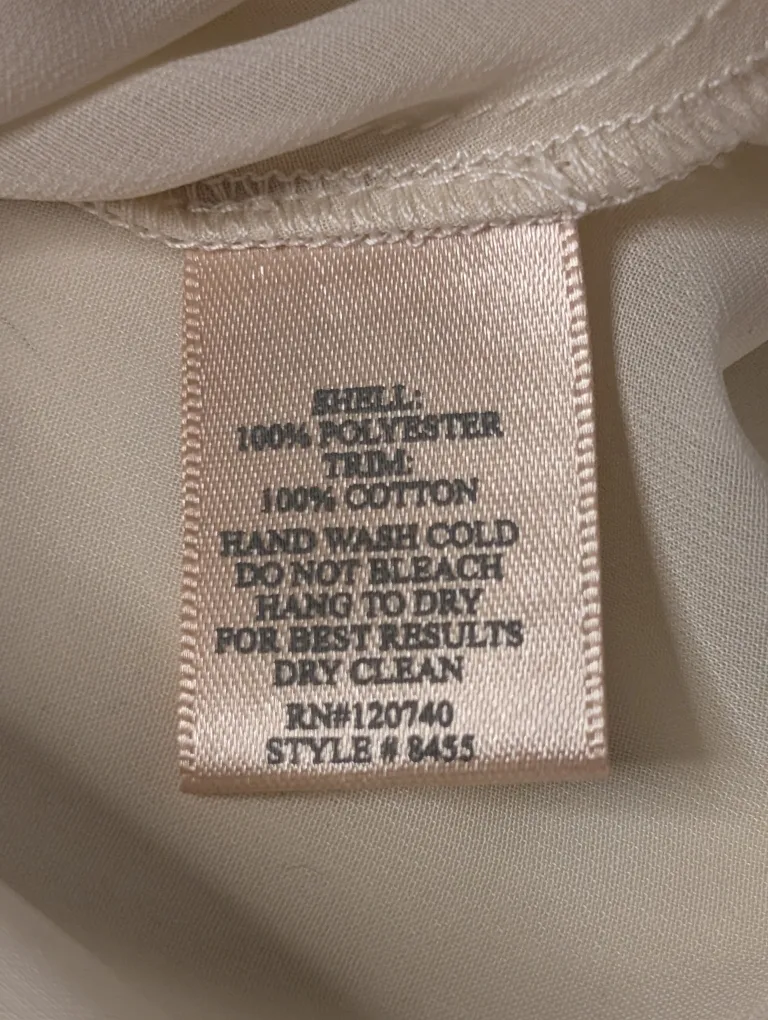 SHELL:
100% POLYESTER
TRIM:
100% COTTON
HAND WASH COLD
DO NOT BLEACH
HANG TO DRY
FOR BEST RESULTS
DRY CLEAN
RN#120740
STYLE # 8455